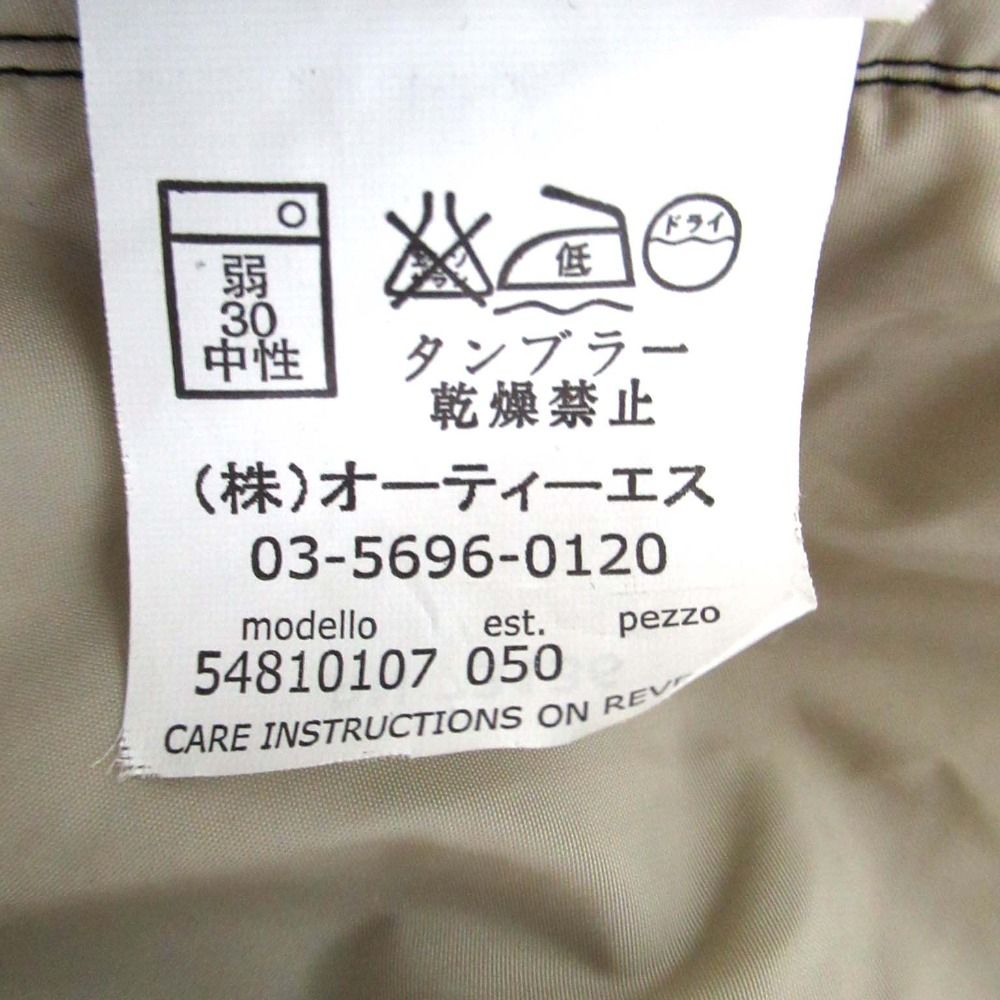 弱
30
中性
低
ドライ
タンブラー
乾燥禁止
(株)オーティーエス
03-5696-0120
modello est. pezzo
54810107 050
CARE INSTRUCTIONS ON